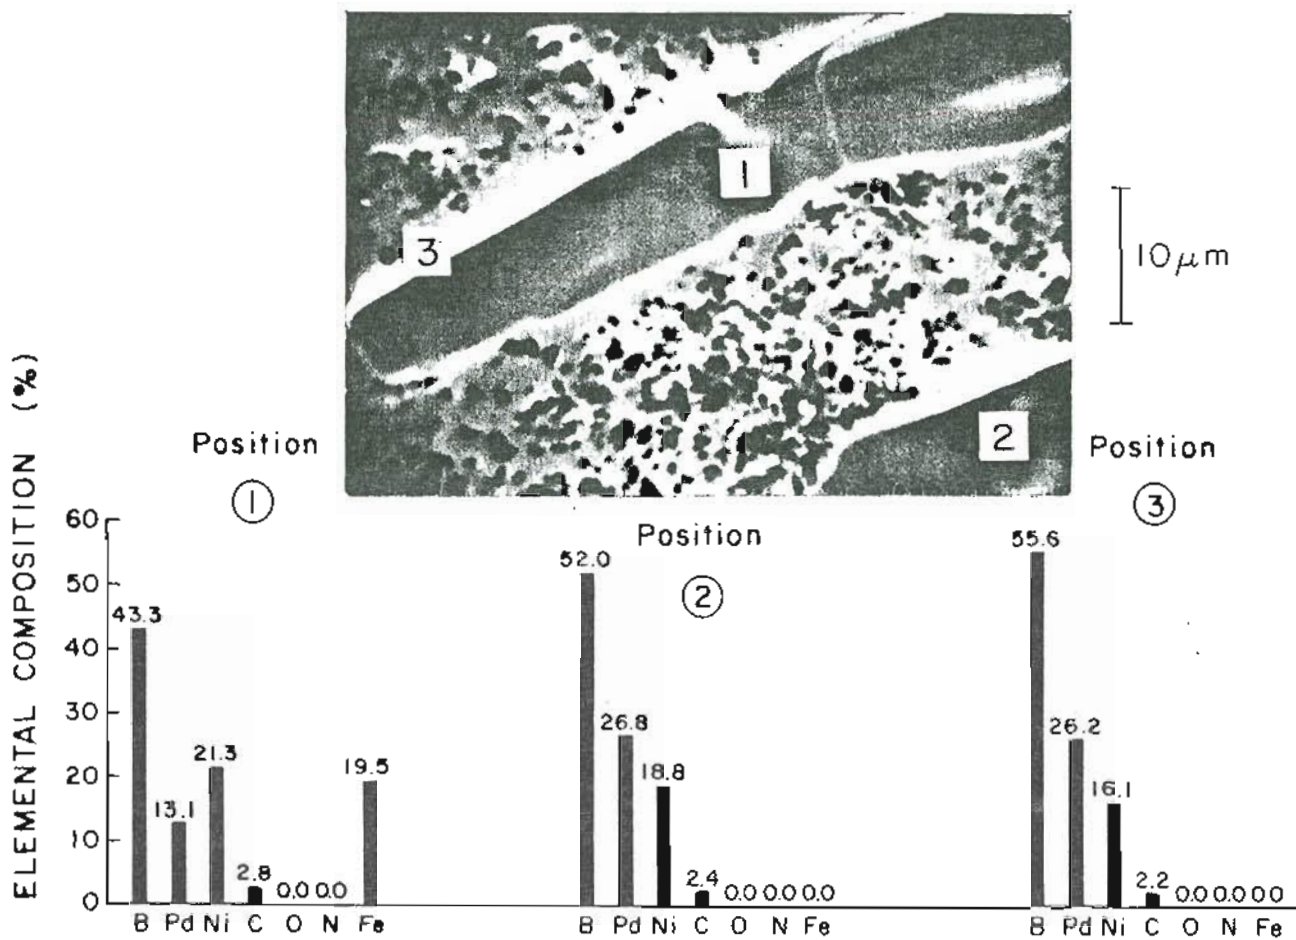 1
3
10 μm
2
ELEMENTAL COMPOSITION (%)
Position
1
Position
2
Position
3
60
50
40
30
20
10
0
43.3
13.1
21.3
2.8
0.0 0.0
19.5
B Pd Ni C O N Fe
52.0
26.8
18.8
2.4
0.0 0.0 0.0
B Pd Ni C O N Fe
55.6
26.2
16.1
2.2
0.0 0.0 0.0
B Pd Ni C O N Fe